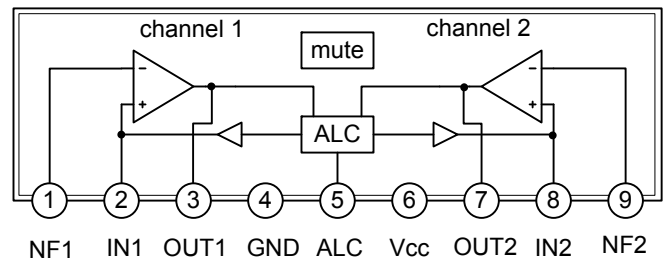 channel 1 channel 2
mute
− −
+ +
ALC
1 2 3 4 5 6 7 8 9
NF1 IN1 OUT1 GND ALC Vcc OUT2 IN2 NF2